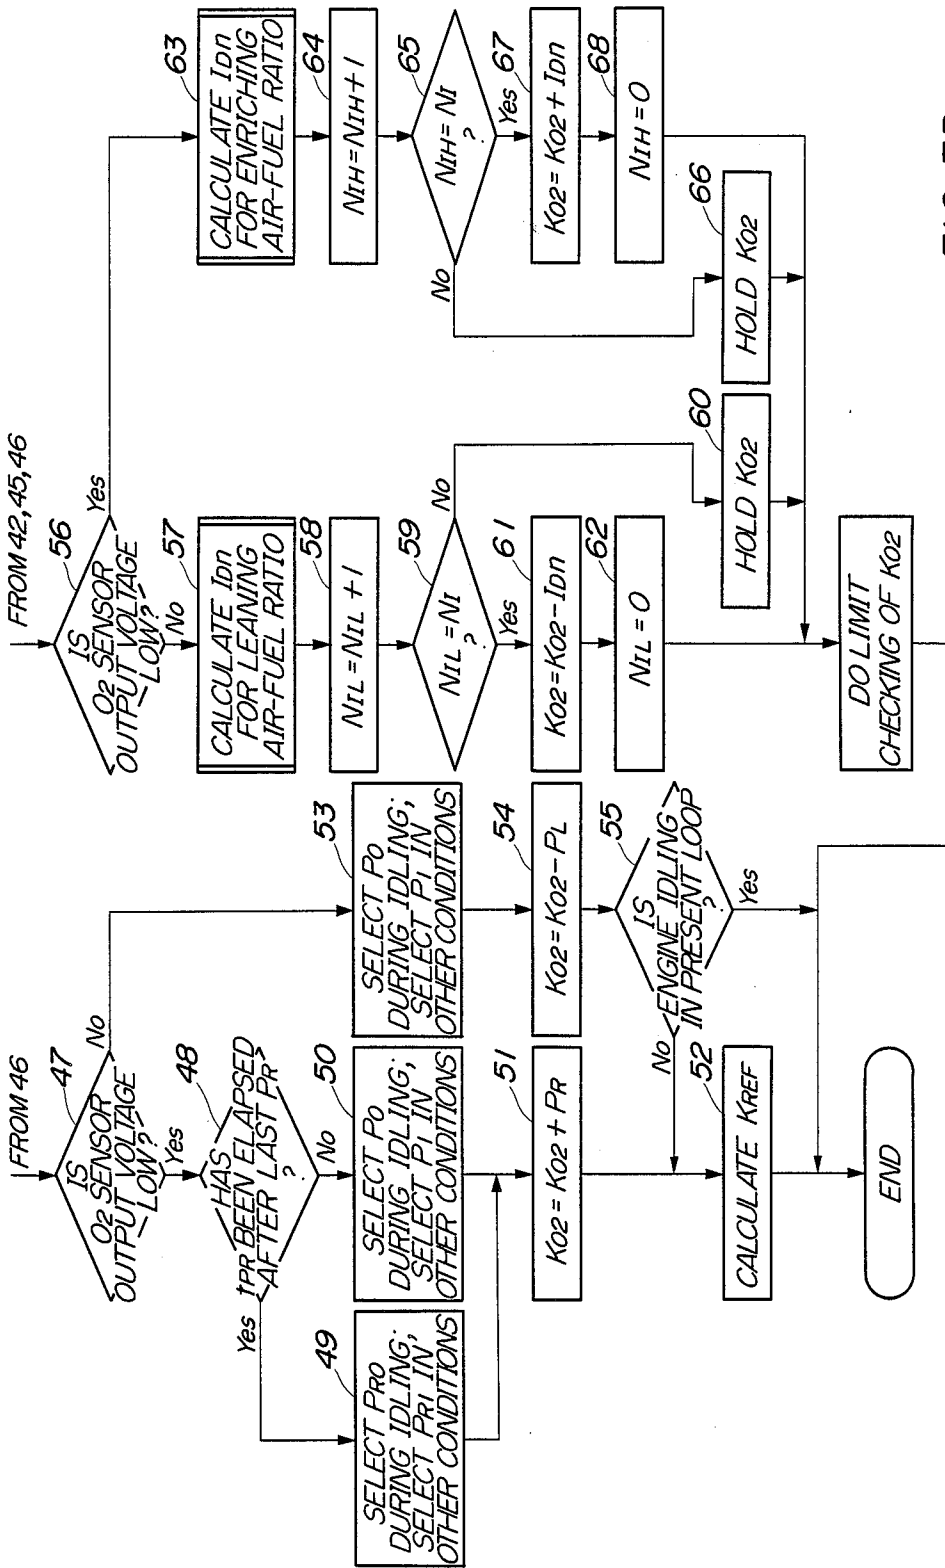 FROM 46
IS
O2 SENSOR
OUTPUT VOLTAGE
LOW?
47
No
Yes
HAS
tPR BEEN ELAPSED
AFTER LAST PR
?
48
Yes
No
49
SELECT PRO
DURING IDLING;
SELECT PRI IN
OTHER CONDITIONS
50
SELECT PO
DURING IDLING;
SELECT PI IN
OTHER CONDITIONS
53
SELECT PO
DURING IDLING;
SELECT PI IN
OTHER CONDITIONS
51
KO2 = KO2 + PR
54
KO2 = KO2 - PL
55
IS
ENGINE IDLING
IN PRESENT LOOP
?
No
Yes
52
CALCULATE KREF
END
FROM 42, 45, 46
IS
O2 SENSOR
OUTPUT VOLTAGE
LOW?
56
Yes
No
57
CALCULATE IDn
FOR LEANING
AIR-FUEL RATIO
58
NIL = NIL + 1
59
NIL = NI
?
No
Yes
60
HOLD KO2
61
KO2 = KO2 - IDn
62
NIL = 0
63
CALCULATE IDn
FOR ENRICHING
AIR-FUEL RATIO
64
NIH = NIH + 1
65
NIH = NI
?
No
Yes
66
HOLD KO2
67
KO2 = KO2 + IDn
68
NIH = 0
DO LIMIT
CHECKING OF KO2